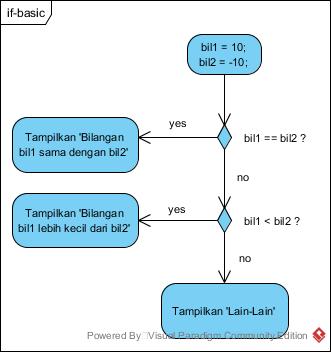 if-basic
bil1 = 10;
bil2 = -10;
yes
bil1 == bil2 ?
Tampilkan 'Bilangan
bil1 sama dengan bil2'
no
yes
bil1 < bil2 ?
Tampilkan 'Bilangan
bil1 lebih kecil dari bil2'
no
Tampilkan 'Lain-Lain'
Powered By Visual Paradigm Community Edition